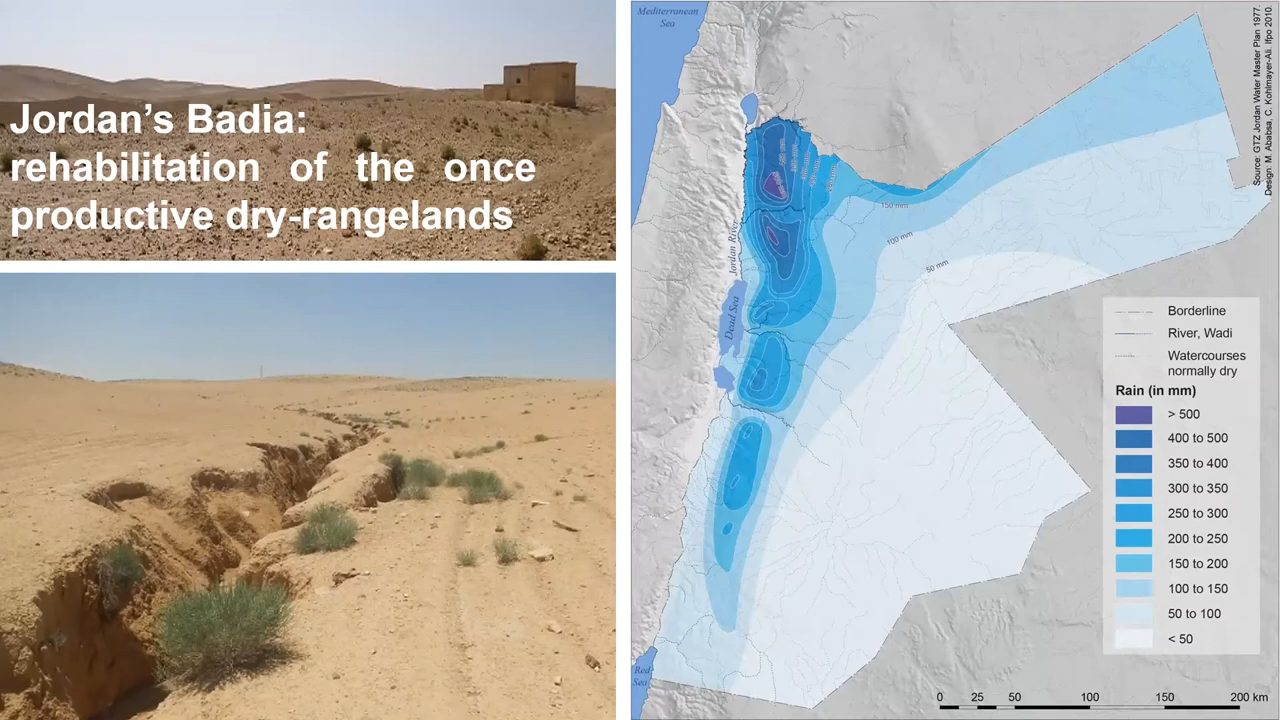 Jordan’s Badia:
rehabilitation of the once
productive dry-rangelands
Mediterranean
Sea
Jordan River
Dead Sea
Red
Sea
150 mm
100 mm
50 mm
Source: GTZ Jordan Water Master Plan 1977.
Design: M. Ababsa, C. Kohlmayer-Ali. Ifpo 2010.
Borderline
River, Wadi
Watercourses
normally dry
Rain (in mm)
> 500
400 to 500
350 to 400
300 to 350
250 to 300
200 to 250
150 to 200
100 to 150
50 to 100
< 50
0 25 50 100 150 200 km